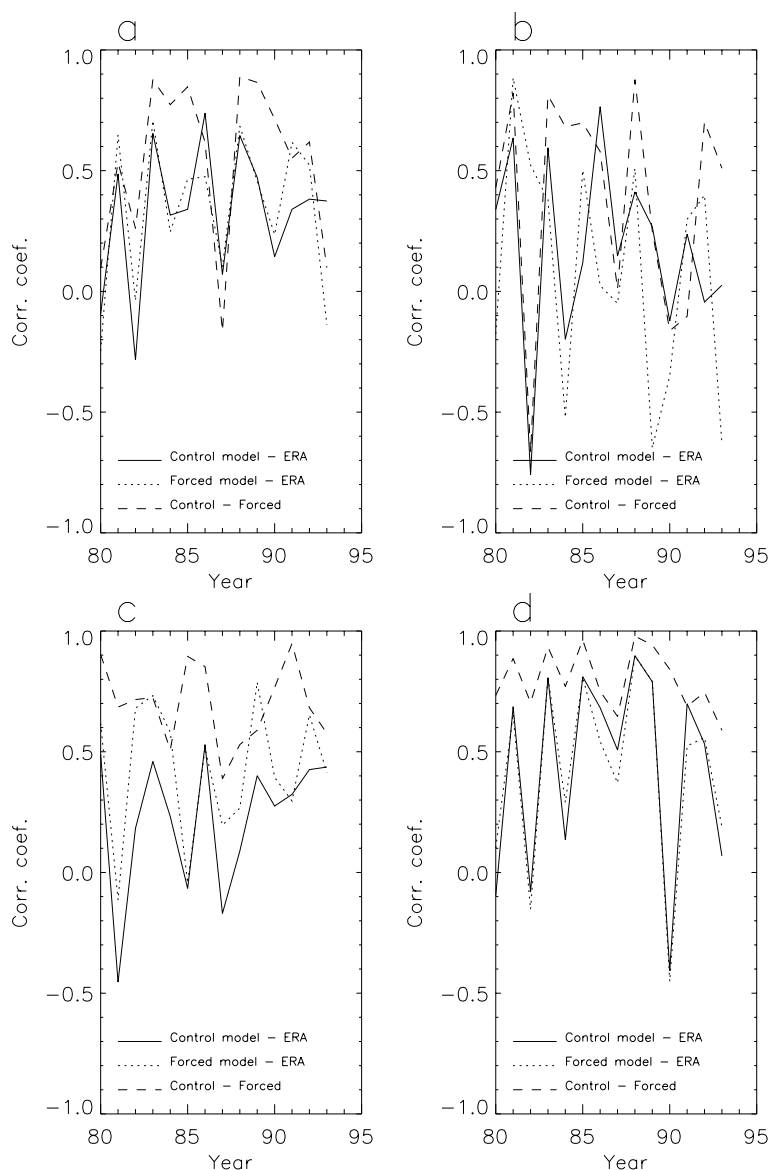 a
1.0
0.5
0.0
−0.5
−1.0
Corr. coef.
Control model − ERA
Forced model − ERA
Control − Forced
80 85 90 95
Year
b
1.0
0.5
0.0
−0.5
−1.0
Corr. coef.
Control model − ERA
Forced model − ERA
Control − Forced
80 85 90 95
Year
c
1.0
0.5
0.0
−0.5
−1.0
Corr. coef.
Control model − ERA
Forced model − ERA
Control − Forced
80 85 90 95
Year
d
1.0
0.5
0.0
−0.5
−1.0
Corr. coef.
Control model − ERA
Forced model − ERA
Control − Forced
80 85 90 95
Year